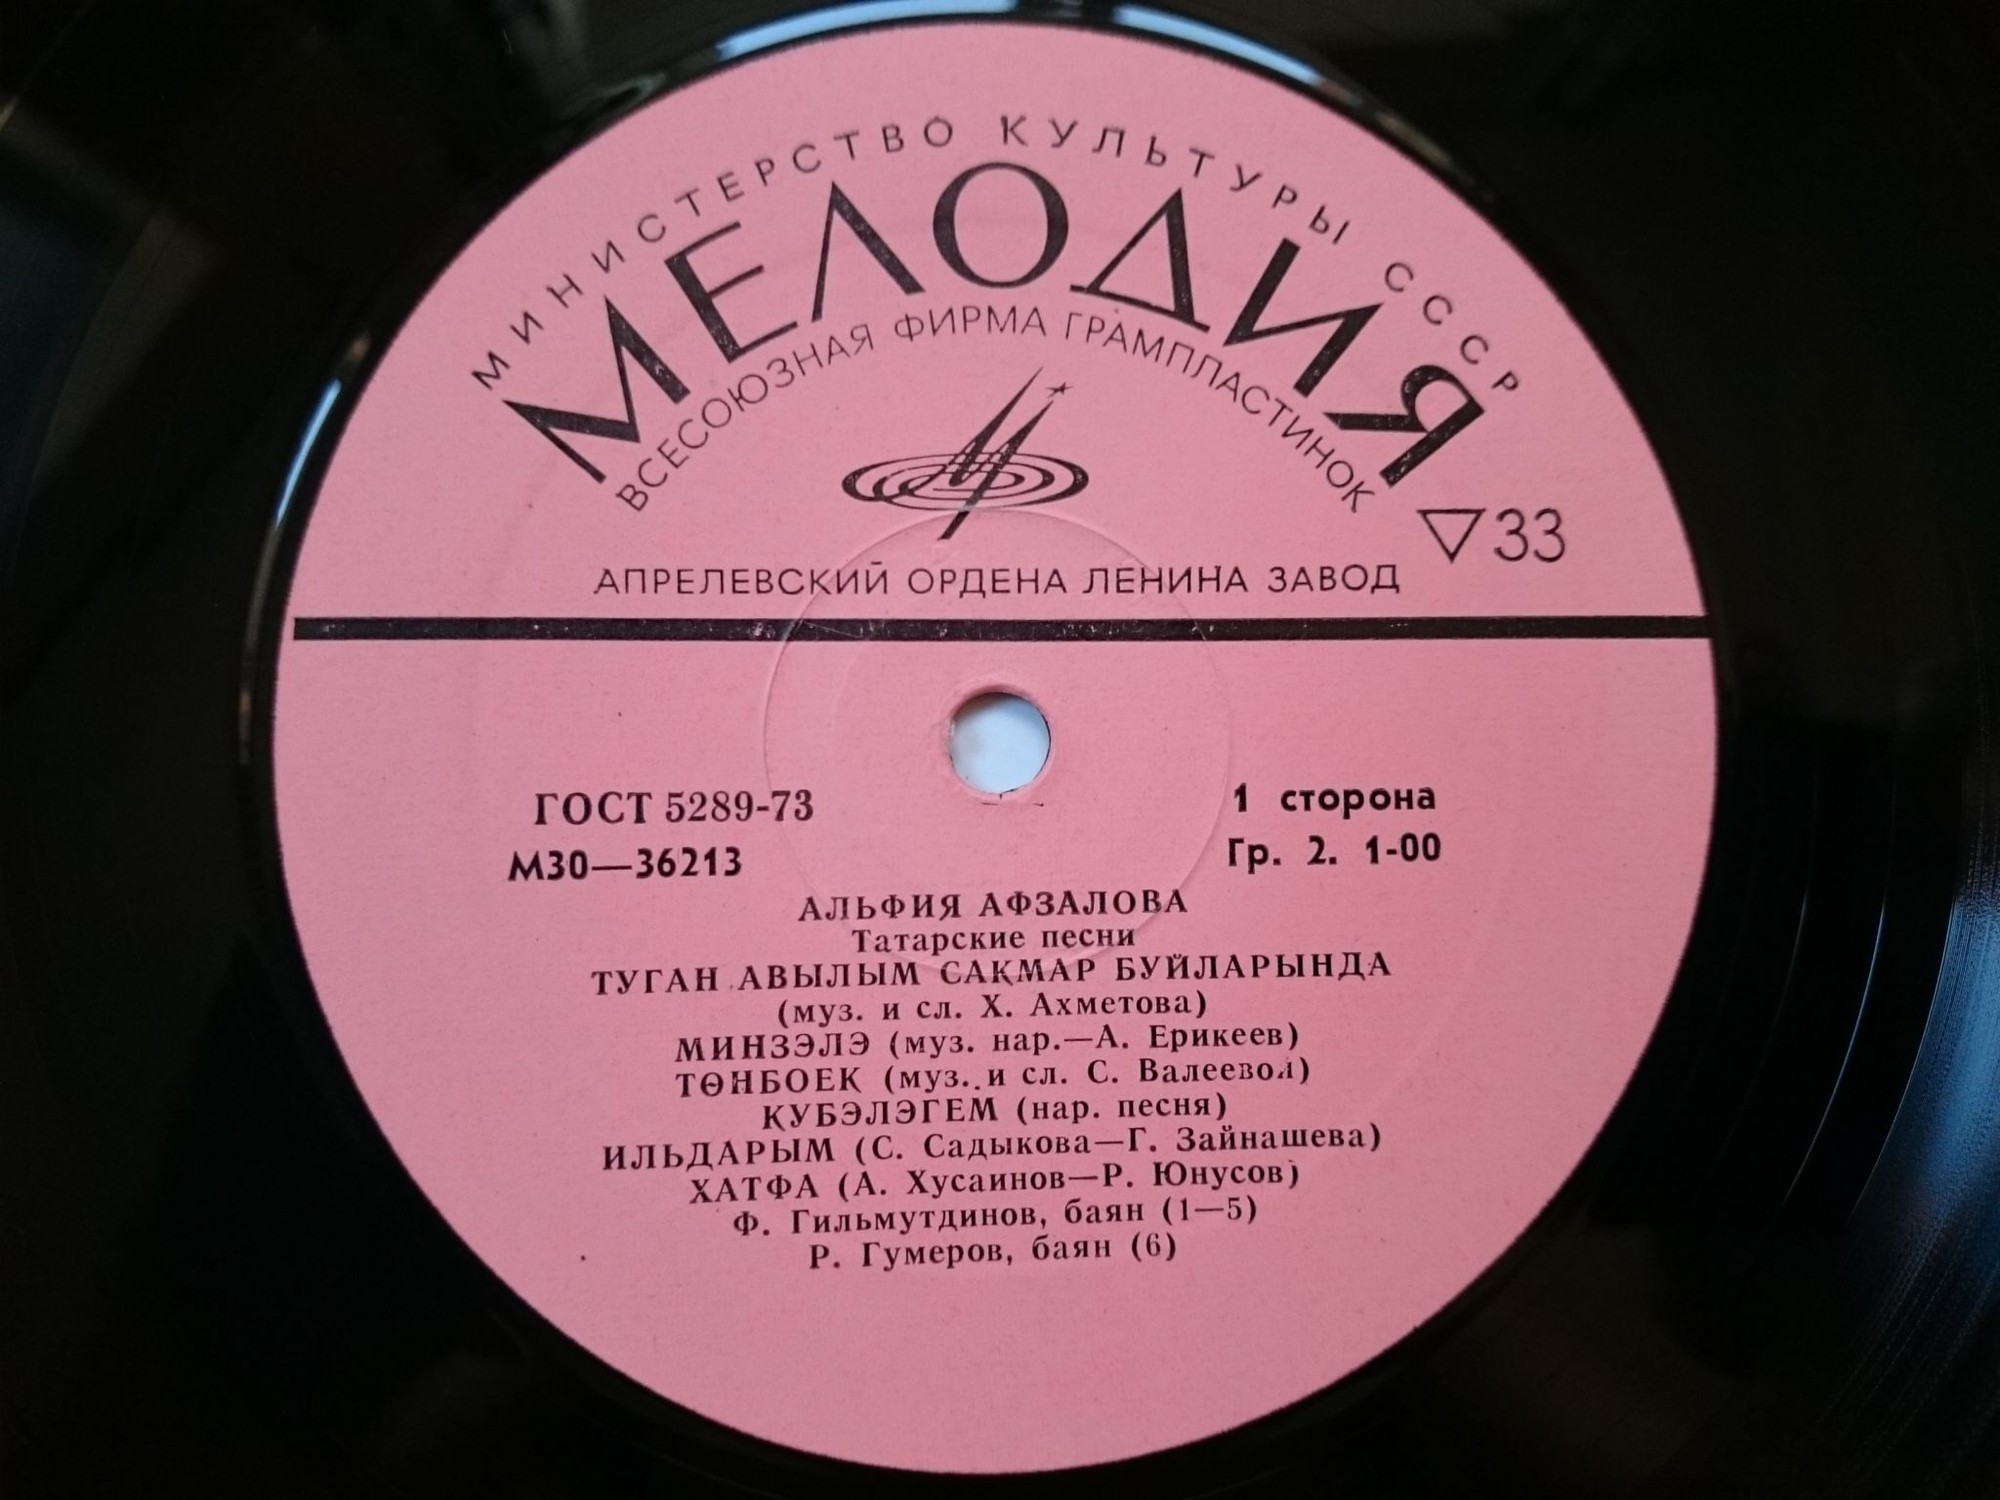 МИНИСТЕРСТВО КУЛЬТУРЫ СССР
МЕЛОДИЯ
ВСЕСОЮЗНАЯ ФИРМА ГРАМПЛАСТИНОК
▽33
АПРЕЛЕВСКИЙ ОРДЕНА ЛЕНИНА ЗАВОД
ГОСТ 5289-73
1 сторона
М30—36213
Гр. 2. 1-00
АЛЬФИЯ АФЗАЛОВА
Татарские песни
ТУГАН АВЫЛЫМ САКМАР БУЙЛАРЫНДА
(муз. и сл. Х. Ахметова)
МИНЗЭЛЭ (муз. нар.—А. Ерикеев)
ТӨНБОЕК (муз. и сл. С. Валеевой)
КУБЭЛЭГЕМ (нар. песня)
ИЛЬДАРЫМ (С. Садыкова—Г. Зайнашева)
ХАТФА (А. Хусаинов—Р. Юнусов)
Ф. Гильмутдинов, баян (1—5)
Р. Гумеров, баян (6)